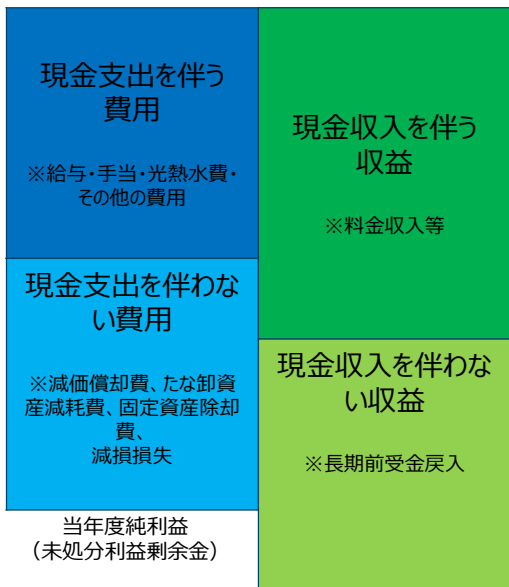 現金支出を伴う
費用
※給与・手当・光熱水費・
その他の費用
現金支出を伴わな
い費用
※減価償却費、たな卸資
産減耗費、固定資産除却
費、
減損損失
当年度純利益
（未処分利益剰余金）
現金収入を伴う
収益
※料金収入等
現金収入を伴わな
い収益
※長期前受金戻入